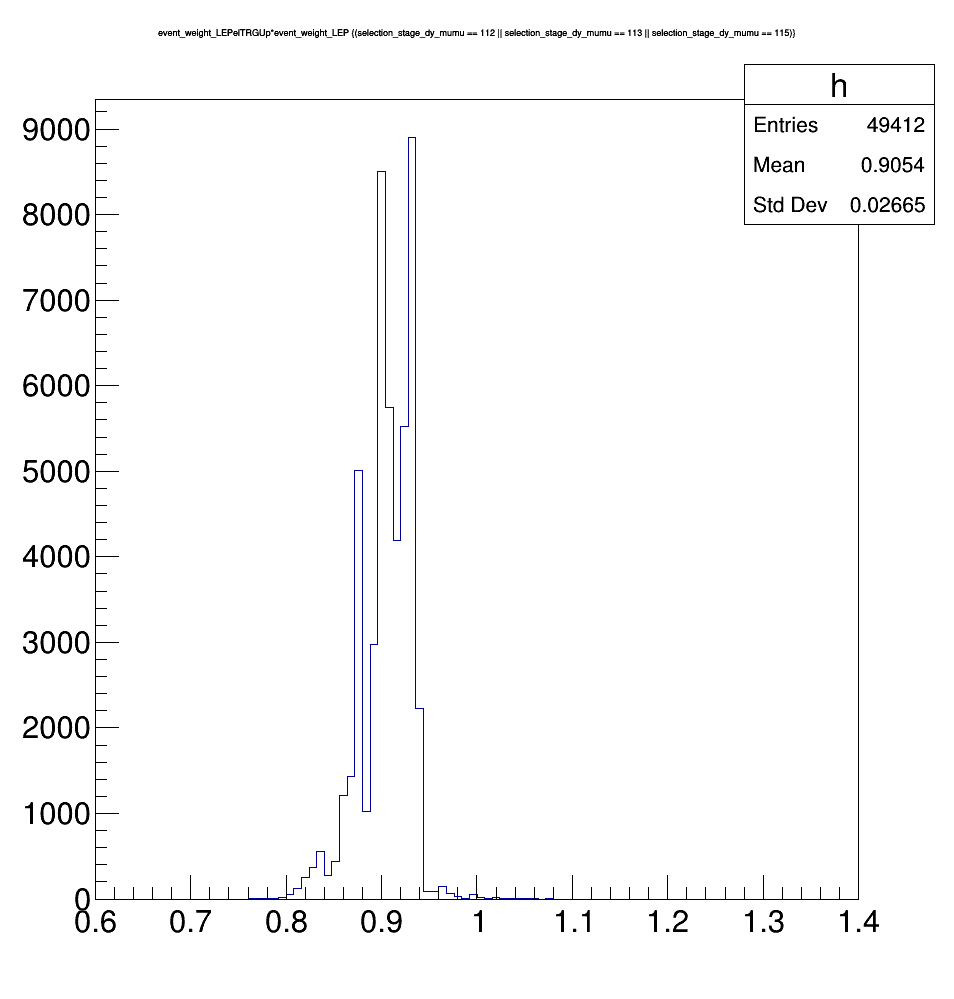 event_weight_LEPelTRGUp*event_weight_LEP {(selection_stage_dy_mumu == 112 || selection_stage_dy_mumu == 113 || selection_stage_dy_mumu == 115)}
h
Entries 49412
Mean 0.9054
Std Dev 0.02665
9000
8000
7000
6000
5000
4000
3000
2000
1000
0
0.6 0.7 0.8 0.9 1 1.1 1.2 1.3 1.4